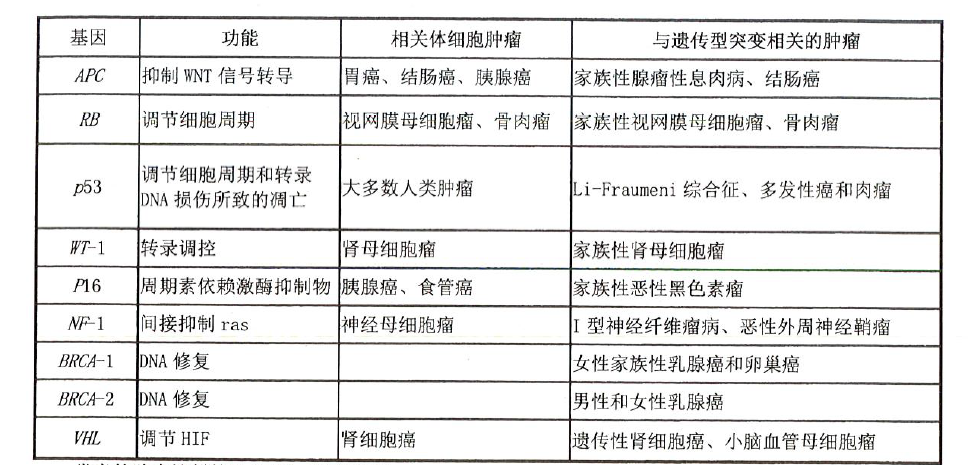 基因 功能 相关体细胞肿瘤 与遗传型突变相关的肿瘤
APC 抑制 WNT 信号转导 胃癌、结肠癌、胰腺癌 家族性腺瘤性息肉病、结肠癌
RB 调节细胞周期 视网膜母细胞瘤、骨肉瘤 家族性视网膜母细胞瘤、骨肉瘤
p53 调节细胞周期和转录 大多数人类肿瘤 Li-Fraumeni 综合征、多发性癌和肉瘤
DNA 损伤所致的凋亡
WT-1 转录调控 肾母细胞瘤 家族性肾母细胞瘤
P16 周期素依赖激酶抑制物 胰腺癌、食管癌 家族性恶性黑色素瘤
NF-1 间接抑制 ras 神经母细胞瘤 I 型神经纤维瘤病、恶性外周神经鞘瘤
BRCA-1 DNA 修复 女性家族性乳腺癌和卵巢癌
BRCA-2 DNA 修复 男性和女性乳腺癌
VHL 调节 HIF 肾细胞癌 遗传性肾细胞癌、小脑血管母细胞瘤